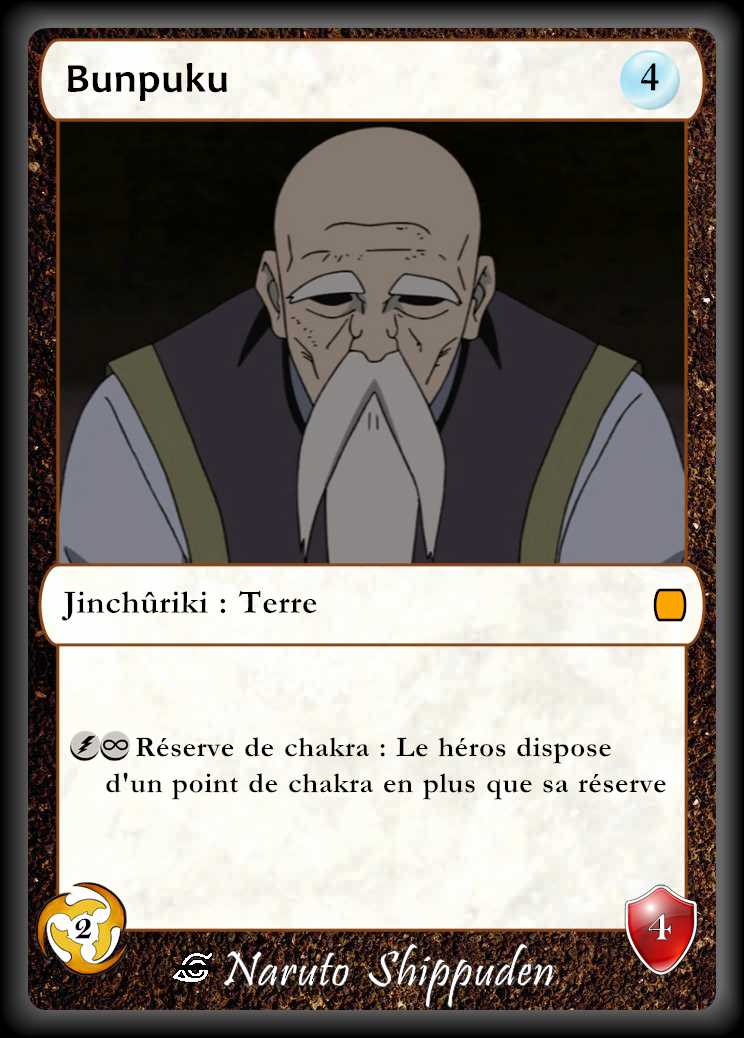 Bunpuku
4
Jinchûriki : Terre
Réserve de chakra : Le héros dispose
d'un point de chakra en plus que sa réserve
2
4
Naruto Shippuden